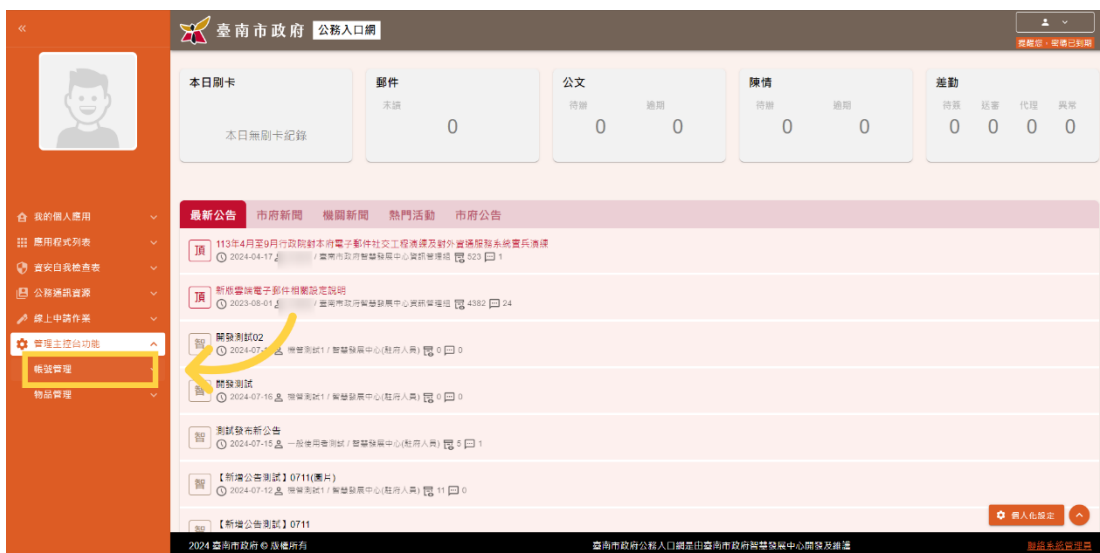 «
臺南市政府 公務入口網
提醒您，密碼已到期
本日刷卡
本日無刷卡紀錄
郵件
未讀
0
公文
待辦 逾期
0 0
陳情
待辦 逾期
0 0
差勤
待簽 送審 代理 異常
0 0 0 0
我的個人應用
應用程式列表
資安自我檢查表
公務通訊資源
線上申請作業
管理主控台功能
帳號管理
物品管理
最新公告 市府新聞 機關新聞 熱門活動 市府公告
頂 113年4月至9月行政院對本府電子郵件社交工程演練及對外資通服務系統實兵演練
2024-04-17 / 臺南市政府智慧發展中心資訊管理組 523 1
頂 新版雲端電子郵件相關設定說明
2023-08-01 / 臺南市政府智慧發展中心資訊管理組 4382 24
智 開發測試02
2024-07- 機管測試1 / 智慧發展中心(駐府人員) 0 0
智 開發測試
2024-07-16 機管測試1 / 智慧發展中心(駐府人員) 0 0
智 測試發布新公告
2024-07-15 一般使用者測試 / 智慧發展中心(駐府人員) 5 1
智 【新增公告測試】0711(圖片)
2024-07-12 機管測試1 / 智慧發展中心(駐府人員) 11 0
智 【新增公告測試】0711
個人化設定
2024 臺南市政府 © 版權所有
臺南市政府公務入口網是由臺南市政府智慧發展中心開發及維護
聯絡系統管理員